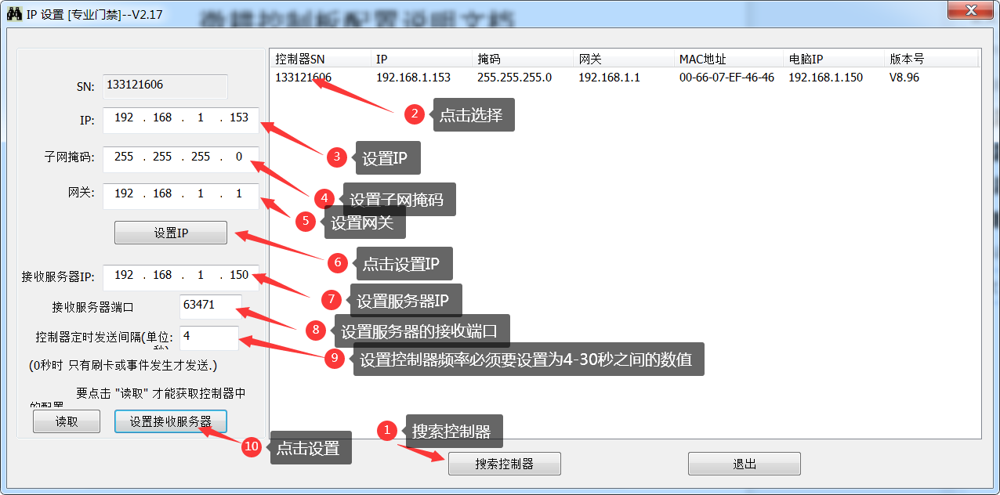 IP 设置 [专业门禁]--V2.17
微耕控制板配置说明文档
控制器SN IP 掩码 网关 MAC地址 电脑IP 版本号
133121606 192.168.1.153 255.255.255.0 192.168.1.1 00-66-07-EF-46-46 192.168.1.150 V8.96
SN: 133121606
2 点击选择
IP: 192 . 168 . 1 . 153
3 设置IP
子网掩码: 255 . 255 . 255 . 0
4 设置子网掩码
网关: 192 . 168 . 1 . 1
5 设置网关
设置IP
6 点击设置IP
接收服务器IP: 192 . 168 . 1 . 150
7 设置服务器IP
接收服务器端口 63471
8 设置服务器的接收端口
控制器定时发送间隔(单位:
秒) 4
9 设置控制器频率必须要设置为4-30秒之间的数值
(0秒时 只有刷卡或事件发生才发送.)
要点击 "读取" 才能获取控制器中
的配置
读取 设置接收服务器
10 点击设置
1 搜索控制器
搜索控制器 退出